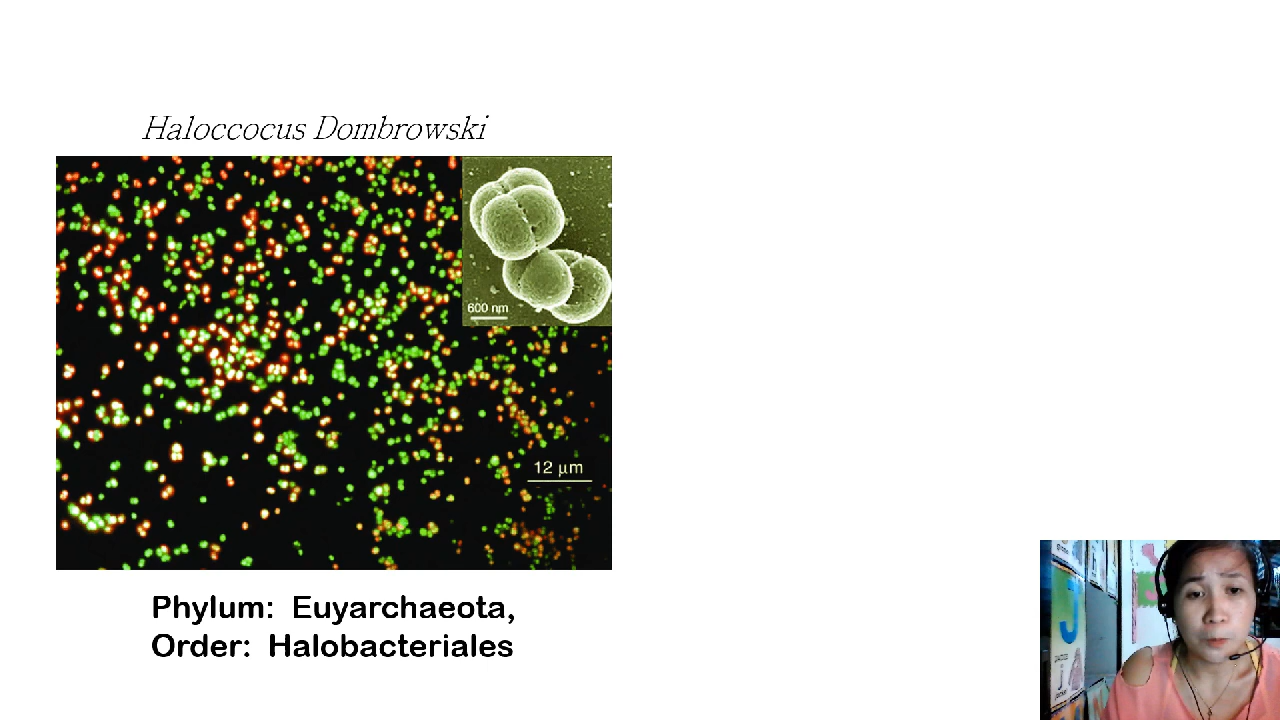 Haloccocus Dombrowski
600 nm
12 µm
Phylum: Euyarchaeota,
Order: Halobacteriales
J
J